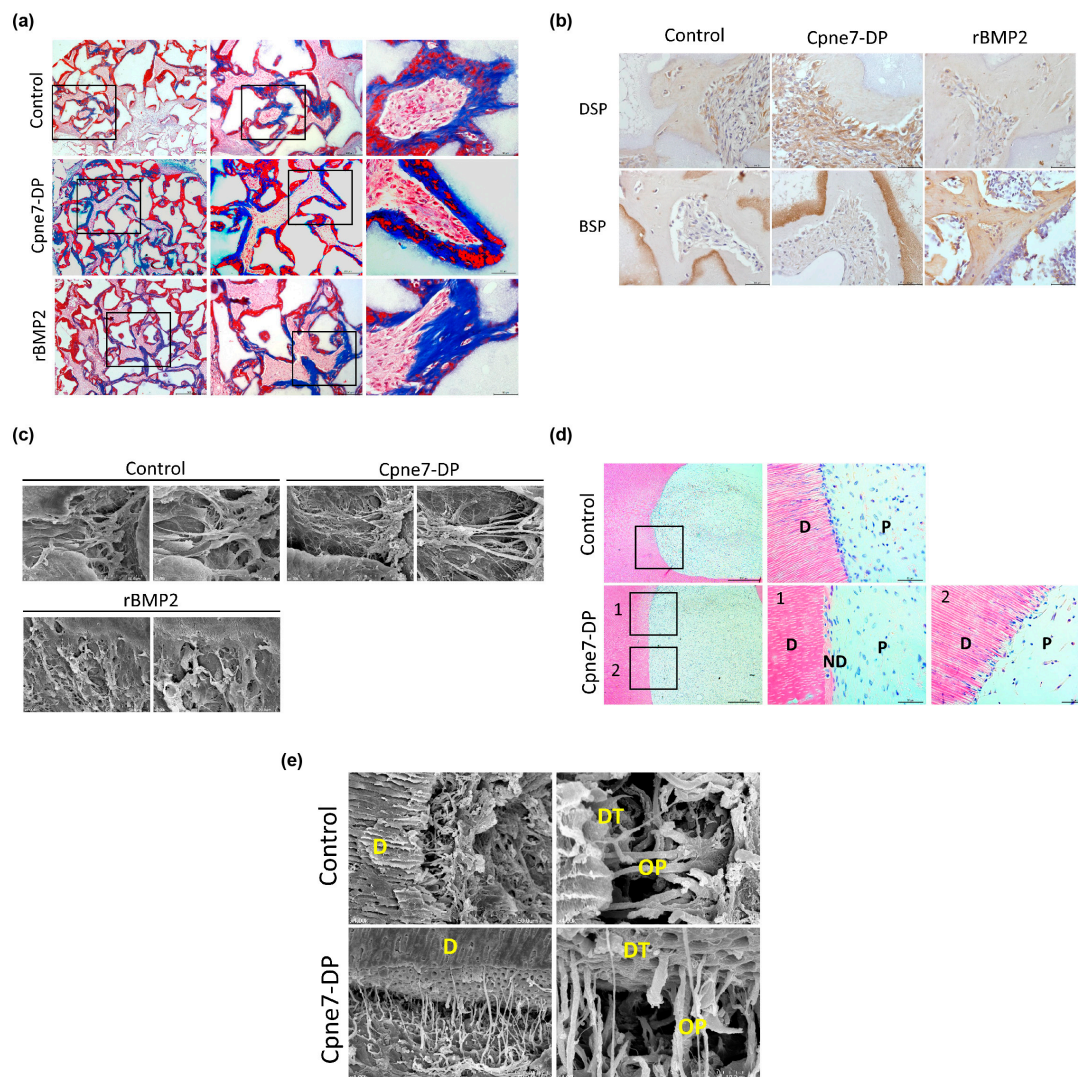 (a)
Control
Cpne7-DP
rBMP2
(b)
Control Cpne7-DP rBMP2
DSP
BSP
(c)
Control Cpne7-DP
rBMP2
(d)
Control
D P
Cpne7-DP
1
2
1
D ND P
2
D P
(e)
Control
D
DT
OP
Cpne7-DP
D
DT
OP